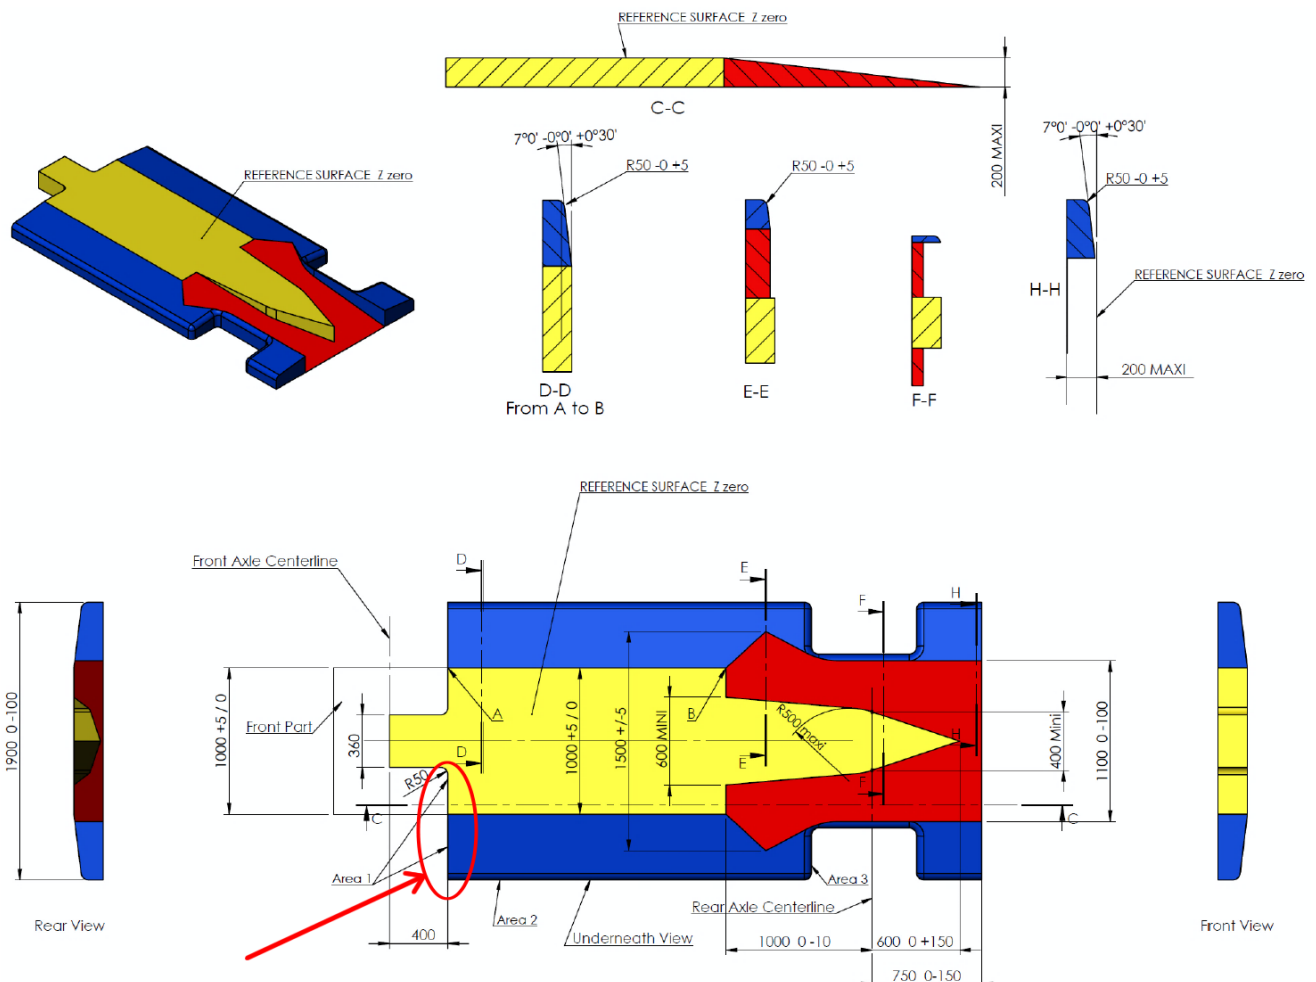 REFERENCE SURFACE Z zero
C-C
200 MAXI
7°0' -0°0' +0°30'
R50 -0 +5
R50 -0 +5
7°0' -0°0' +0°30'
R50 -0 +5
REFERENCE SURFACE Z zero
REFERENCE SURFACE Z zero
H-H
200 MAXI
D-D
From A to B
E-E
F-F
REFERENCE SURFACE Z zero
Front Axle Centerline
D
E
F
H
1900 0 -100
1000 +5 / 0
Front Part
360
A
1000 +5 / 0
1500 +/-5
600 MINI
B
R500 maxi
400 Mini
1100 0 -100
D
E
F
H
R50
C
C
Area 1
Area 2
Area 3
Rear Axle Centerline
Underneath View
Rear View
Front View
400
1000 0 -10
600 0 +150
750 0-150